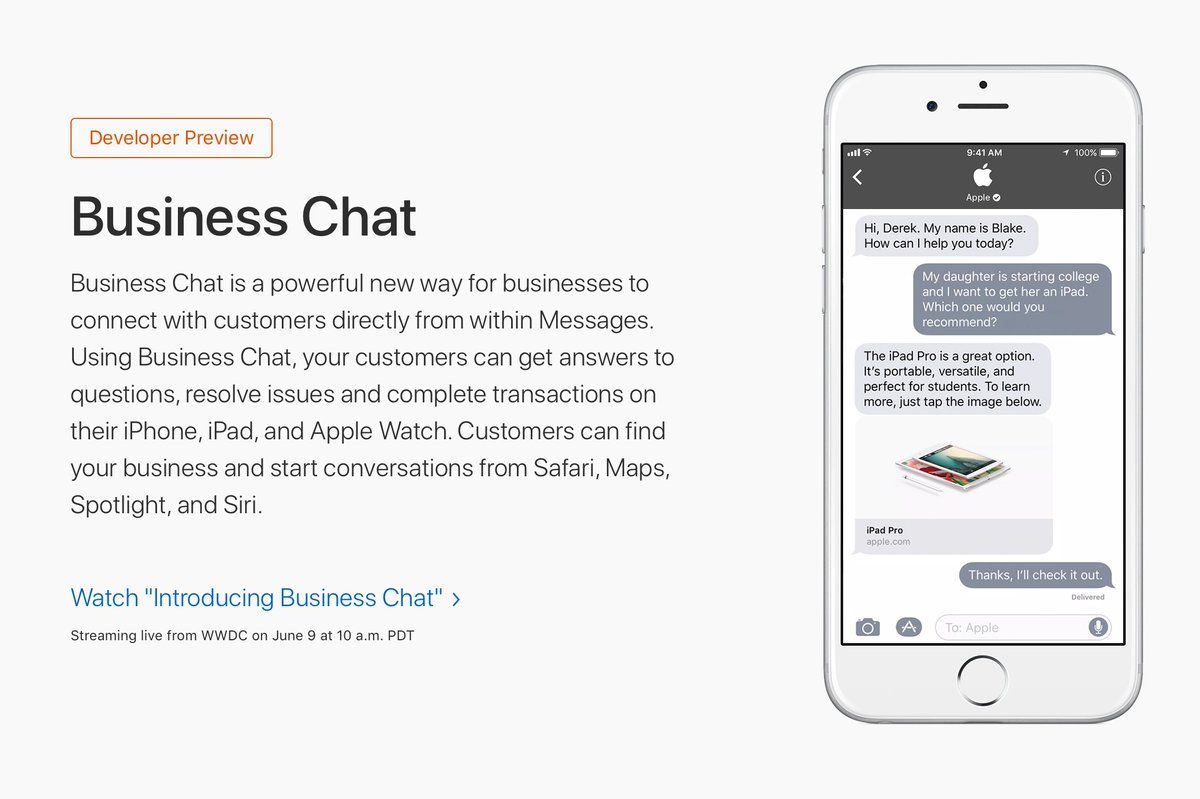 Developer Preview
Business Chat
Business Chat is a powerful new way for businesses to
connect with customers directly from within Messages.
Using Business Chat, your customers can get answers to
questions, resolve issues and complete transactions on
their iPhone, iPad, and Apple Watch. Customers can find
your business and start conversations from Safari, Maps,
Spotlight, and Siri.
Watch "Introducing Business Chat" >
Streaming live from WWDC on June 9 at 10 a.m. PDT
9:41 AM
100%
Apple
Hi, Derek. My name is Blake.
How can I help you today?
My daughter is starting college
and I want to get her an iPad.
Which one would you
recommend?
The iPad Pro is a great option.
It’s portable, versatile, and
perfect for students. To learn
more, just tap the image below.
iPad Pro
apple.com
Thanks, I’ll check it out.
Delivered
To: Apple